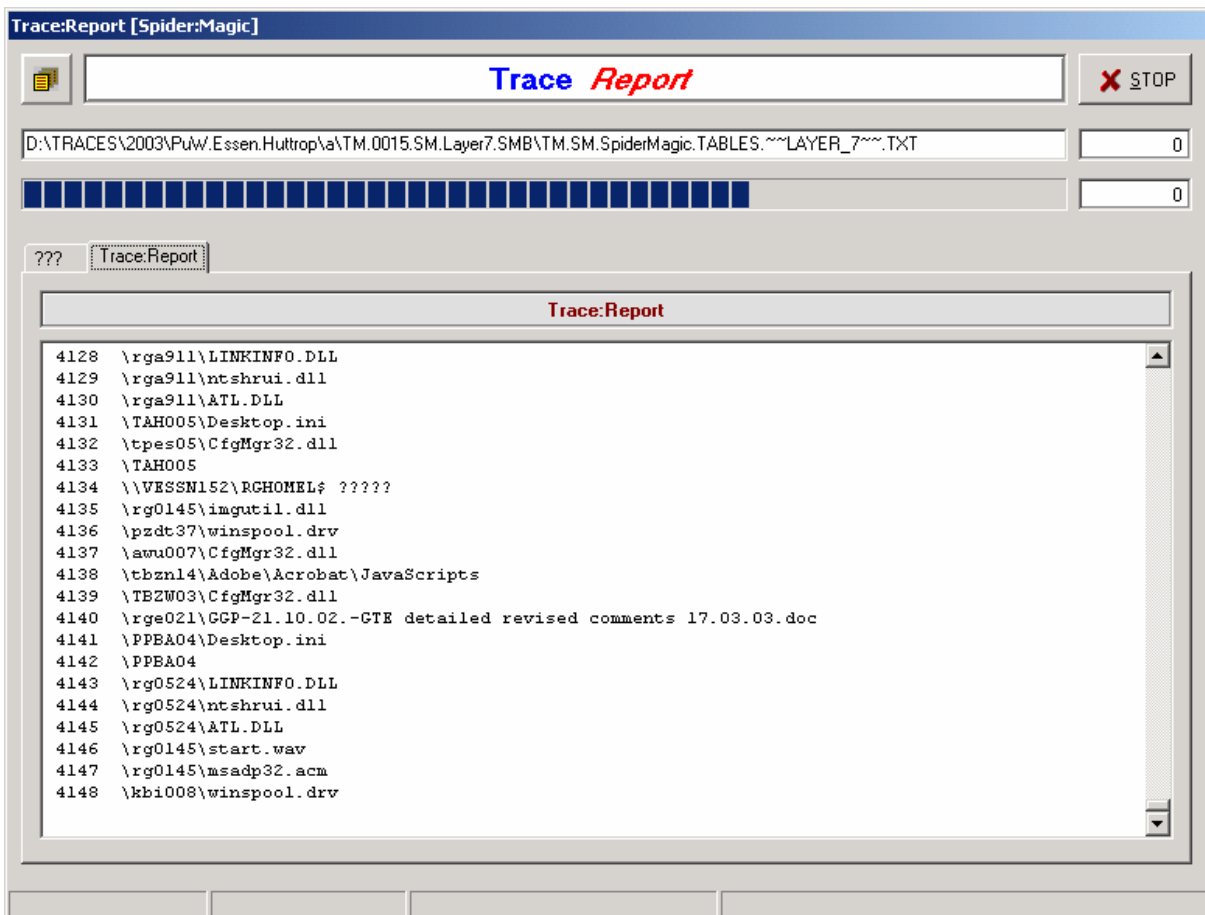 Trace:Report [Spider:Magic]
Trace Report
STOP
D:\TRACES\2003\PuW.Essen.Huttrop\a\TM.0015.SM.Layer7.SMB\TM.SM.SpiderMagic.TABLES.~~LAYER_7~~.TXT
0
0
??? Trace:Report
Trace:Report
4128 \rga911\LINKINFO.DLL
4129 \rga911\ntshrui.dll
4130 \rga911\ATL.DLL
4131 \TAH005\Desktop.ini
4132 \tpes05\CfgMgr32.dll
4133 \TAH005
4134 \\VESSN152\RGHOMEL$ ?????
4135 \rg0145\imgutil.dll
4136 \pzdt37\winspool.drv
4137 \awu007\CfgMgr32.dll
4138 \tbzn14\Adobe\Acrobat\JavaScripts
4139 \TBZW03\CfgMgr32.dll
4140 \rge021\GGP-21.10.02.-GTE detailed revised comments 17.03.03.doc
4141 \PPBA04\Desktop.ini
4142 \PPBA04
4143 \rg0524\LINKINFO.DLL
4144 \rg0524\ntshrui.dll
4145 \rg0524\ATL.DLL
4146 \rg0145\start.wav
4147 \rg0145\msadp32.acm
4148 \kbi008\winspool.drv